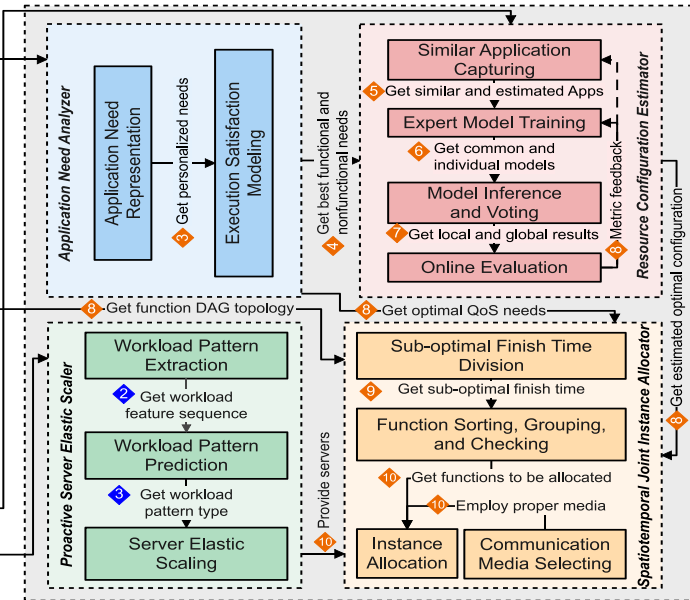 Application Need Analyzer
Application Need
Representation
3
Get personalized needs
Execution Satisfaction
Modeling
4
Get best functional and
nonfunctional needs
Similar Application
Capturing
5
Get similar and estimated Apps
Expert Model Training
6
Get common and
individual models
Model Inference
and Voting
7
Get local and global results
Online Evaluation
8
Metric feedback
Resource Configuration Estimator
8
Get estimated optimal configuration
8
Get function DAG topology
8
Get optimal QoS needs
Proactive Server Elastic Scaler
Workload Pattern
Extraction
2
Get workload
feature sequence
Workload Pattern
Prediction
3
Get workload
pattern type
Server Elastic
Scaling
10
Provide servers
Sub-optimal Finish Time
Division
9
Get sub-optimal finish time
Function Sorting, Grouping,
and Checking
10
Get functions to be allocated
10
Employ proper media
Instance
Allocation
Communication
Media Selecting
Spatiotemporal Joint Instance Allocator